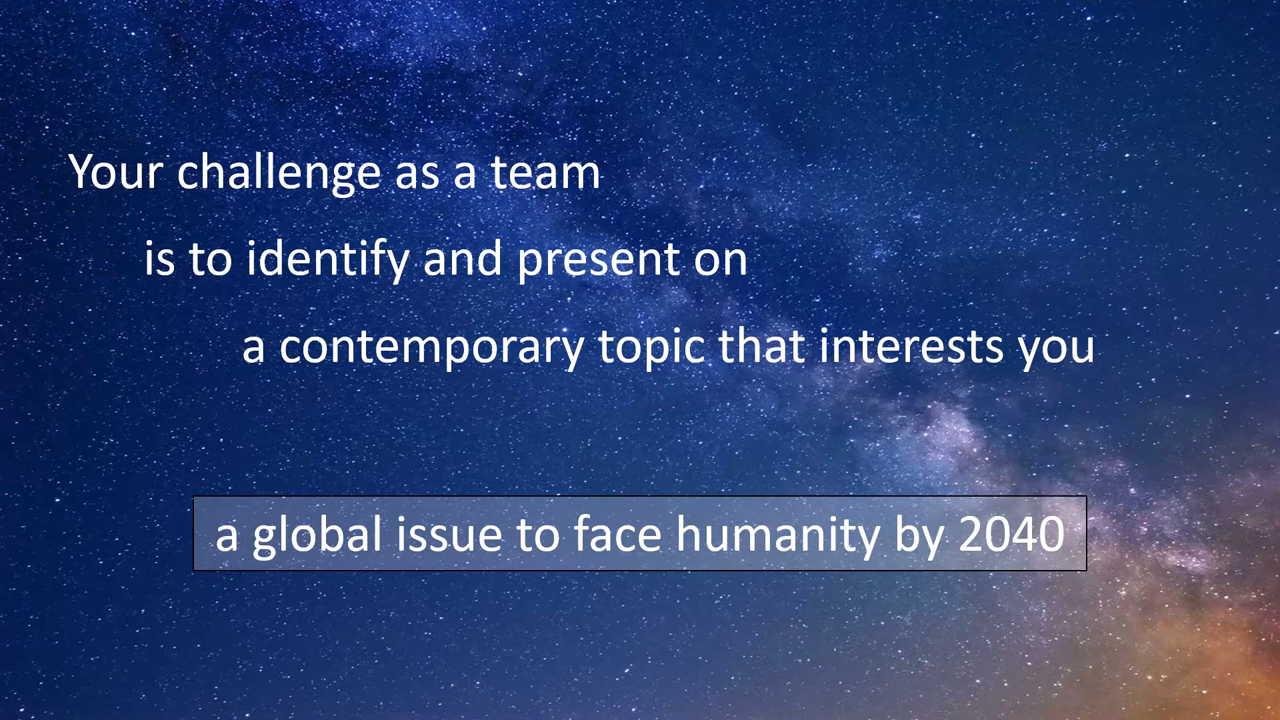 Your challenge as a team
is to identify and present on
a contemporary topic that interests you
a global issue to face humanity by 2040